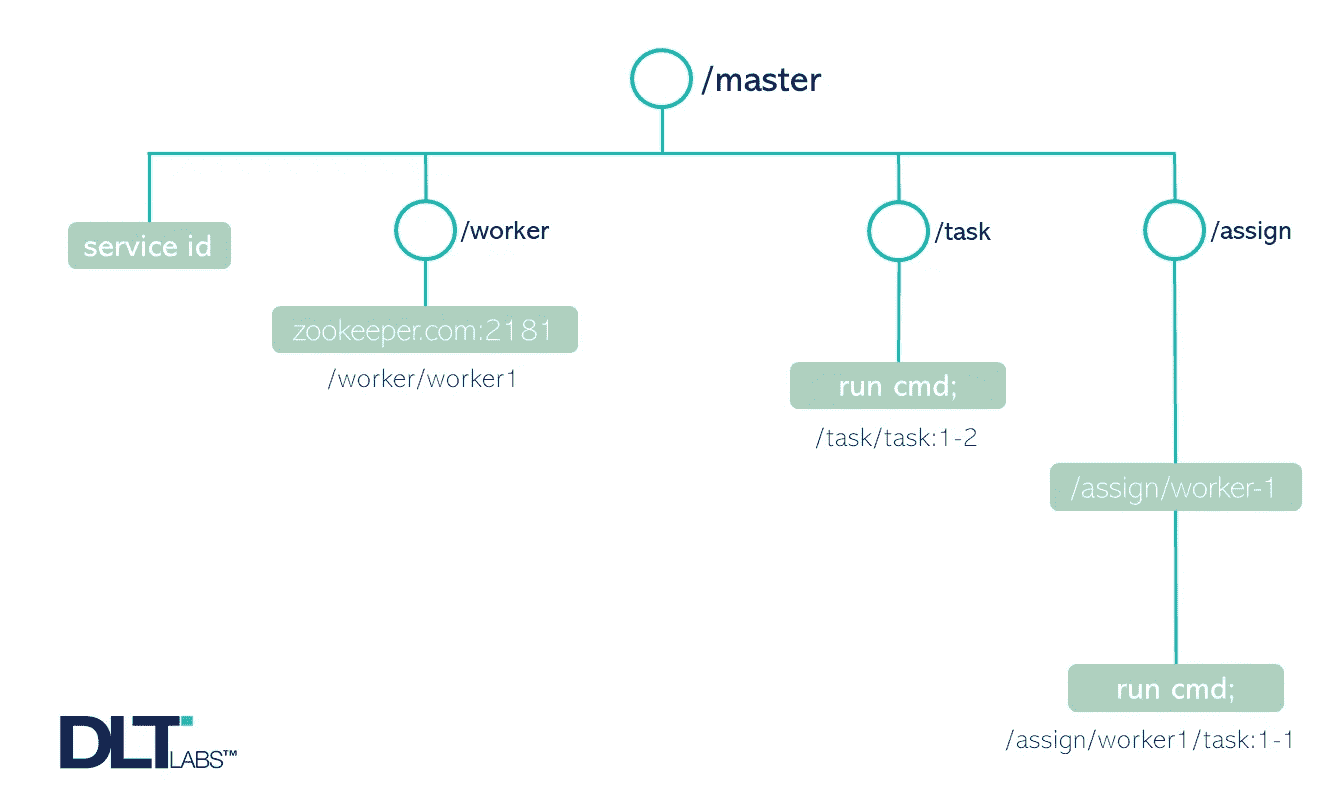 /master
service id
/worker
/task
/assign
zookeeper.com:2181
/worker/worker1
run cmd;
/task/task:1-2
/assign/worker-1
run cmd;
/assign/worker1/task:1-1
DLT LABS™